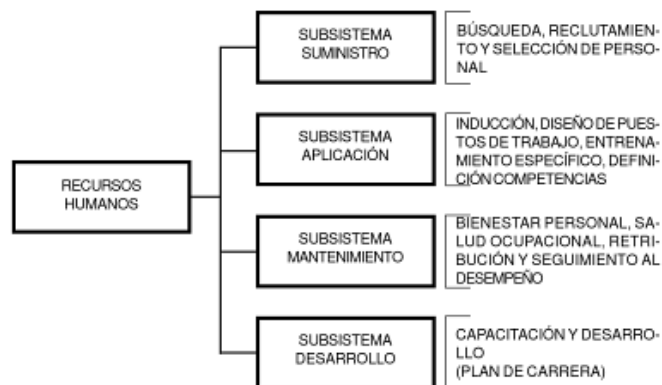 SUBSISTEMA
SUMINISTRO
BÚSQUEDA, RECLUTAMIEN-
TO Y SELECCIÓN DE PERSO-
NAL
SUBSISTEMA
APLICACIÓN
INDUCCIÓN, DISEÑO DE PUES-
TOS DE TRABAJO, ENTRENA-
MIENTO ESPECÍFICO, DEFINI-
CIÓN COMPETENCIAS
RECURSOS
HUMANOS
SUBSISTEMA
MANTENIMIENTO
BIENESTAR PERSONAL, SA-
LUD OCUPACIONAL, RETRI-
BUCIÓN Y SEGUIMIENTO AL
DESEMPEÑO
SUBSISTEMA
DESARROLLO
CAPACITACIÓN Y DESARRO-
LLO
(PLAN DE CARRERA)